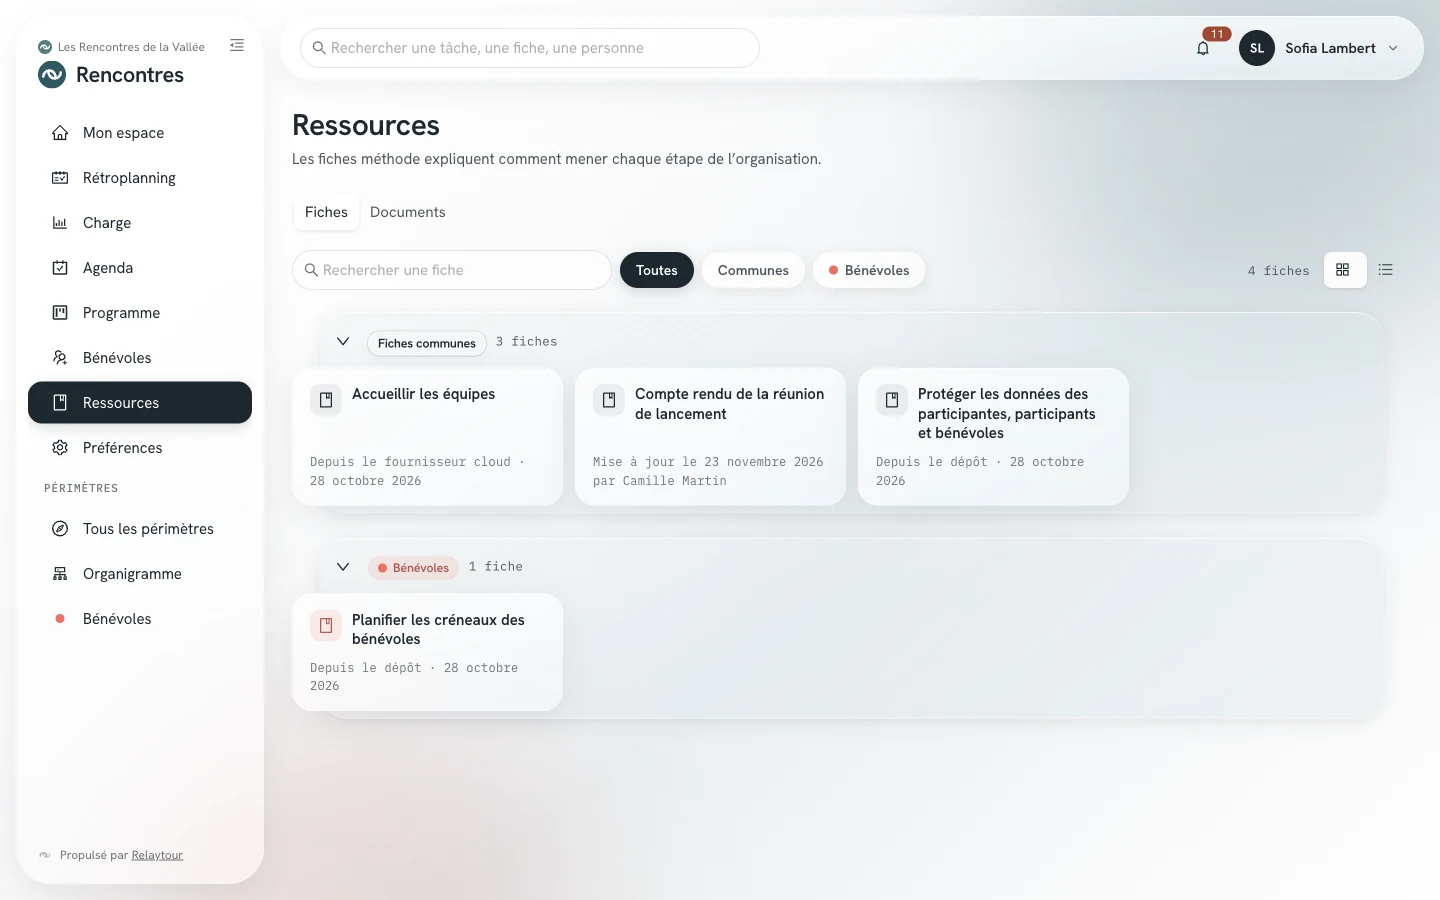 Les Rencontres de la Vallée
Rencontres
Mon espace
Rétroplanning
Charge
Agenda
Programme
Bénévoles
Ressources
Préférences
PÉRIMÈTRES
Tous les périmètres
Organigramme
Bénévoles
Propulsé par Relaytour
Rechercher une tâche, une fiche, une personne
11
SL
Sofia Lambert
Ressources
Les fiches méthode expliquent comment mener chaque étape de l’organisation.
Fiches
Documents
Rechercher une fiche
Toutes
Communes
Bénévoles
4 fiches
Fiches communes
3 fiches
Accueillir les équipes
Depuis le fournisseur cloud ·
28 octobre 2026
Compte rendu de la réunion
de lancement
Mise à jour le 23 novembre 2026
par Camille Martin
Protéger les données des
participantes, participants
et bénévoles
Depuis le dépôt · 28 octobre
2026
Bénévoles
1 fiche
Planifier les créneaux des
bénévoles
Depuis le dépôt · 28 octobre
2026